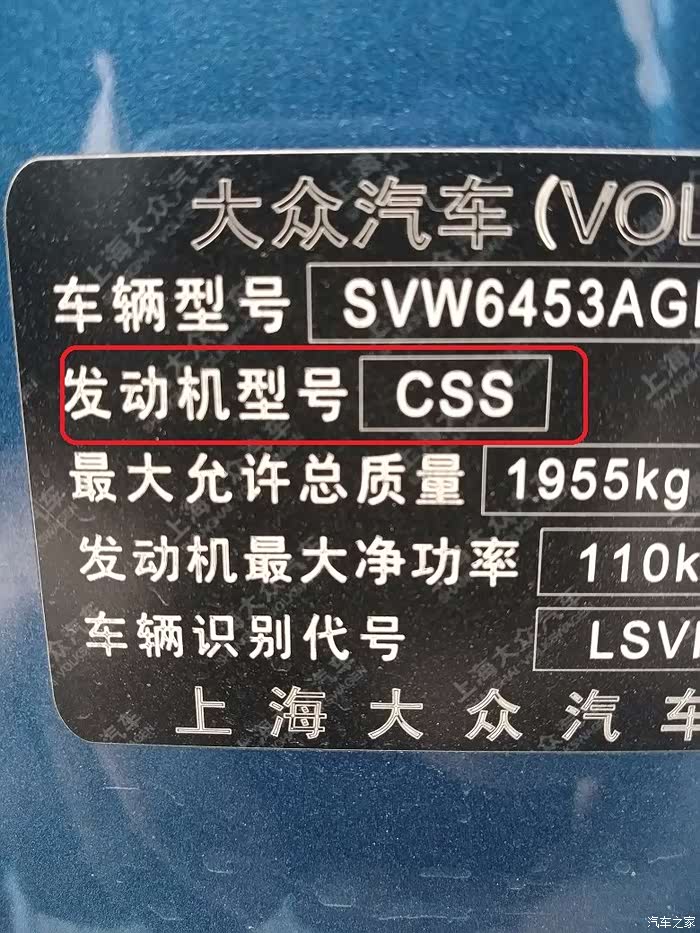 大众汽车(VOL
车辆型号 SVW6453AG
发动机型号 CSS
最大允许总质量 1955kg
发动机最大净功率 110k
车辆识别代号 LSV
上海大众汽车
汽车之家